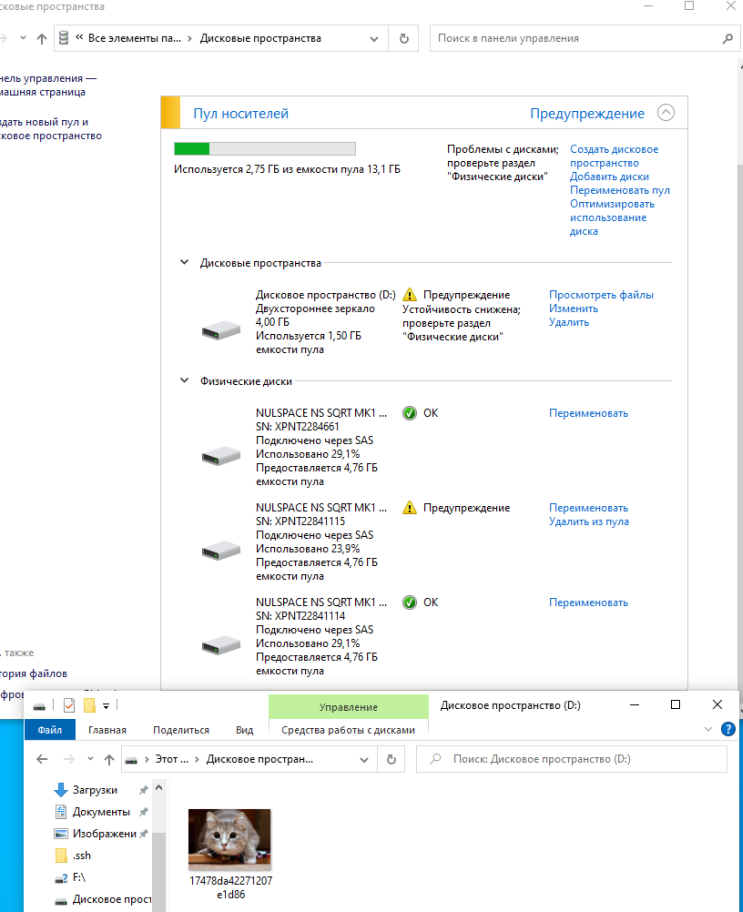 сковые пространства
« Все элементы па... › Дисковые пространства
Поиск в панели управления
нель управления —
машняя страница
здать новый пул и
сковое пространство
Пул носителей
Предупреждение
Используется 2,75 ГБ из емкости пула 13,1 ГБ
Проблемы с дисками;
проверьте раздел
"Физические диски"
Создать дисковое
пространство
Добавить диски
Переименовать пул
Оптимизировать
использование
диска
Дисковые пространства
Дисковое пространство (D:)
Двухстороннее зеркало
4,00 ГБ
Используется 1,50 ГБ
емкости пула
Предупреждение
Устойчивость снижена;
проверьте раздел
"Физические диски"
Просмотреть файлы
Изменить
Удалить
Физические диски
NULSPACE NS SQRT MK1 ...
SN: XPNT2284661
Подключено через SAS
Использовано 29,1%
Предоставляется 4,76 ГБ
емкости пула
OK
Переименовать
NULSPACE NS SQRT MK1 ...
SN: XPNT22841115
Подключено через SAS
Использовано 23,9%
Предоставляется 4,76 ГБ
емкости пула
Предупреждение
Переименовать
Удалить из пула
NULSPACE NS SQRT MK1 ...
SN: XPNT22841114
Подключено через SAS
Использовано 29,1%
Предоставляется 4,76 ГБ
емкости пула
OK
Переименовать
. также
тория файлов
фров
Управление
Дисковое пространство (D:)
Файл
Главная
Поделиться
Вид
Средства работы с дисками
Этот ... › Дисковое простран...
Поиск: Дисковое пространство (D:)
Загрузки
Документы
Изображени
.ssh
F:\
Дисковое прост
17478da42271207
e1d86